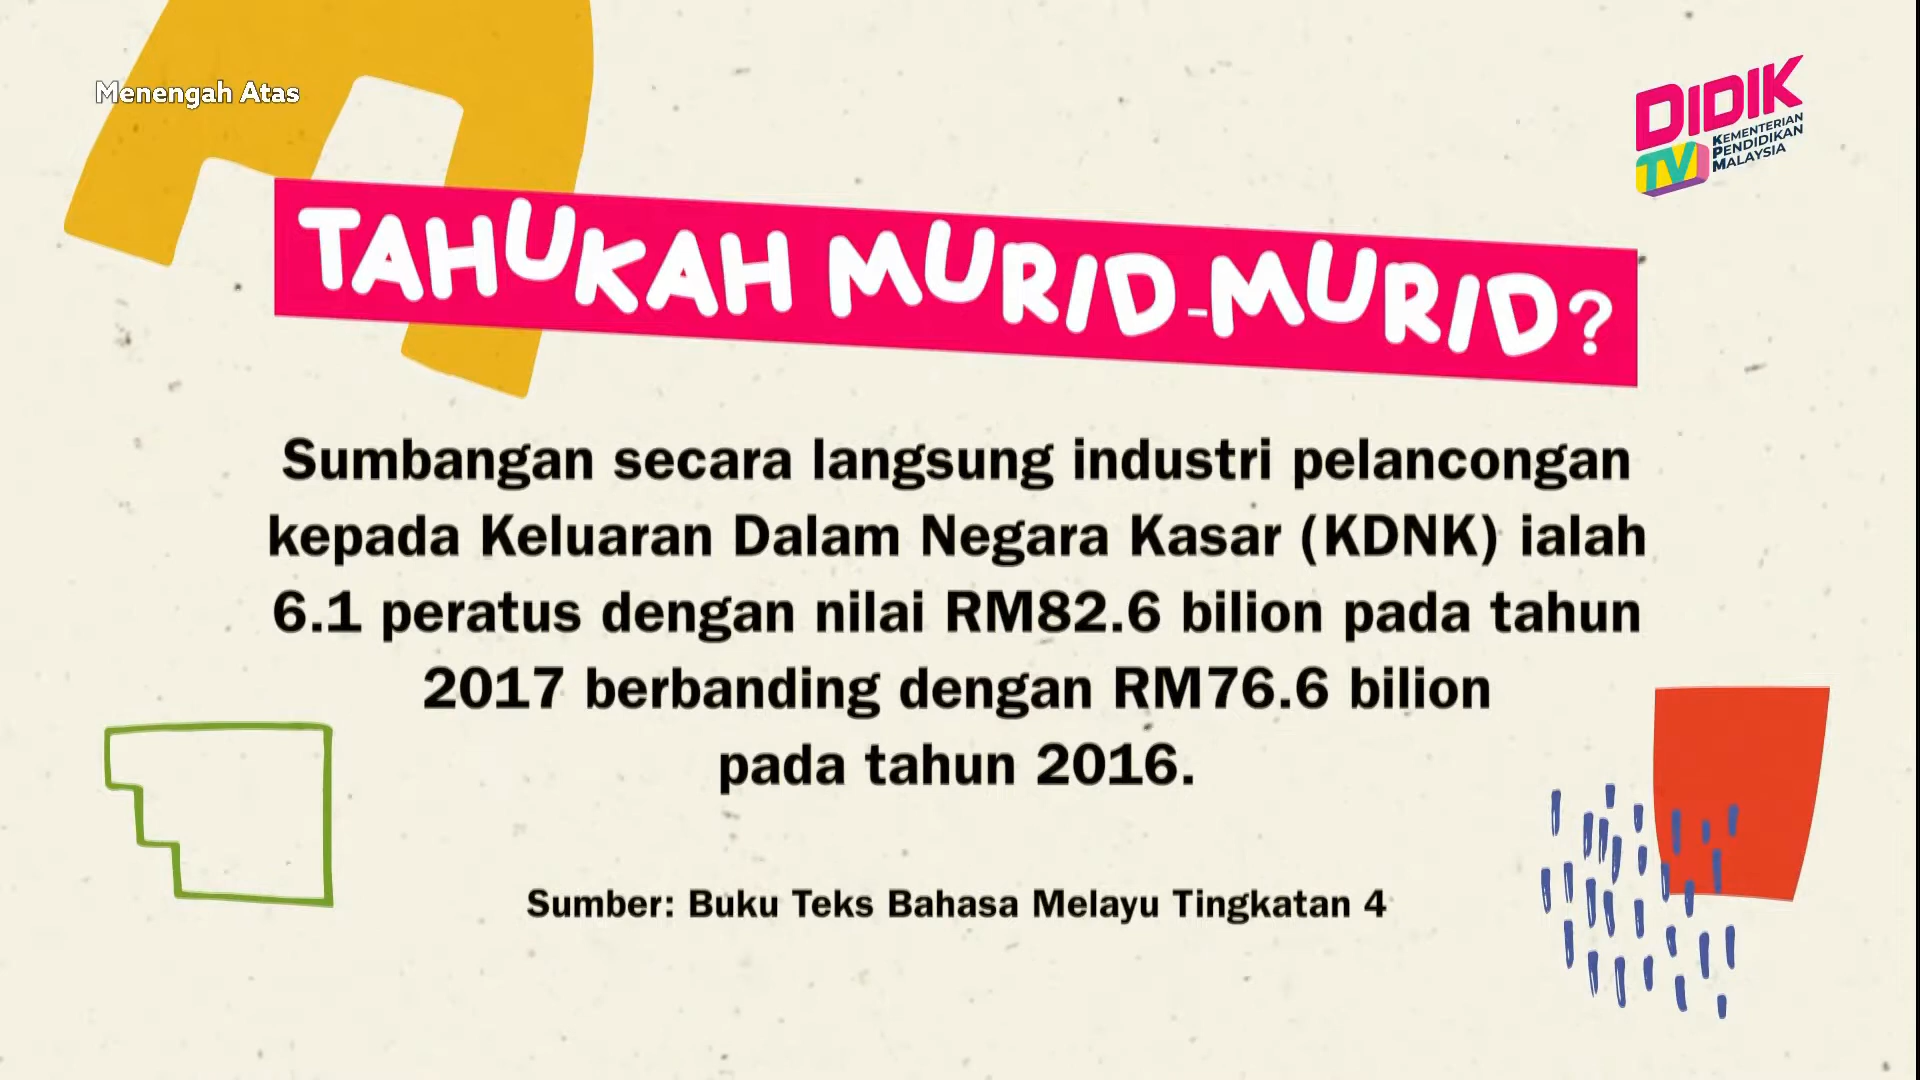 Menengah Atas
DIDIK
TV
KEMENTERIAN
PENDIDIKAN
MALAYSIA
TAHUKAH MURID-MURID?
Sumbangan secara langsung industri pelancongan
kepada Keluaran Dalam Negara Kasar (KDNK) ialah
6.1 peratus dengan nilai RM82.6 bilion pada tahun
2017 berbanding dengan RM76.6 bilion
pada tahun 2016.
Sumber: Buku Teks Bahasa Melayu Tingkatan 4